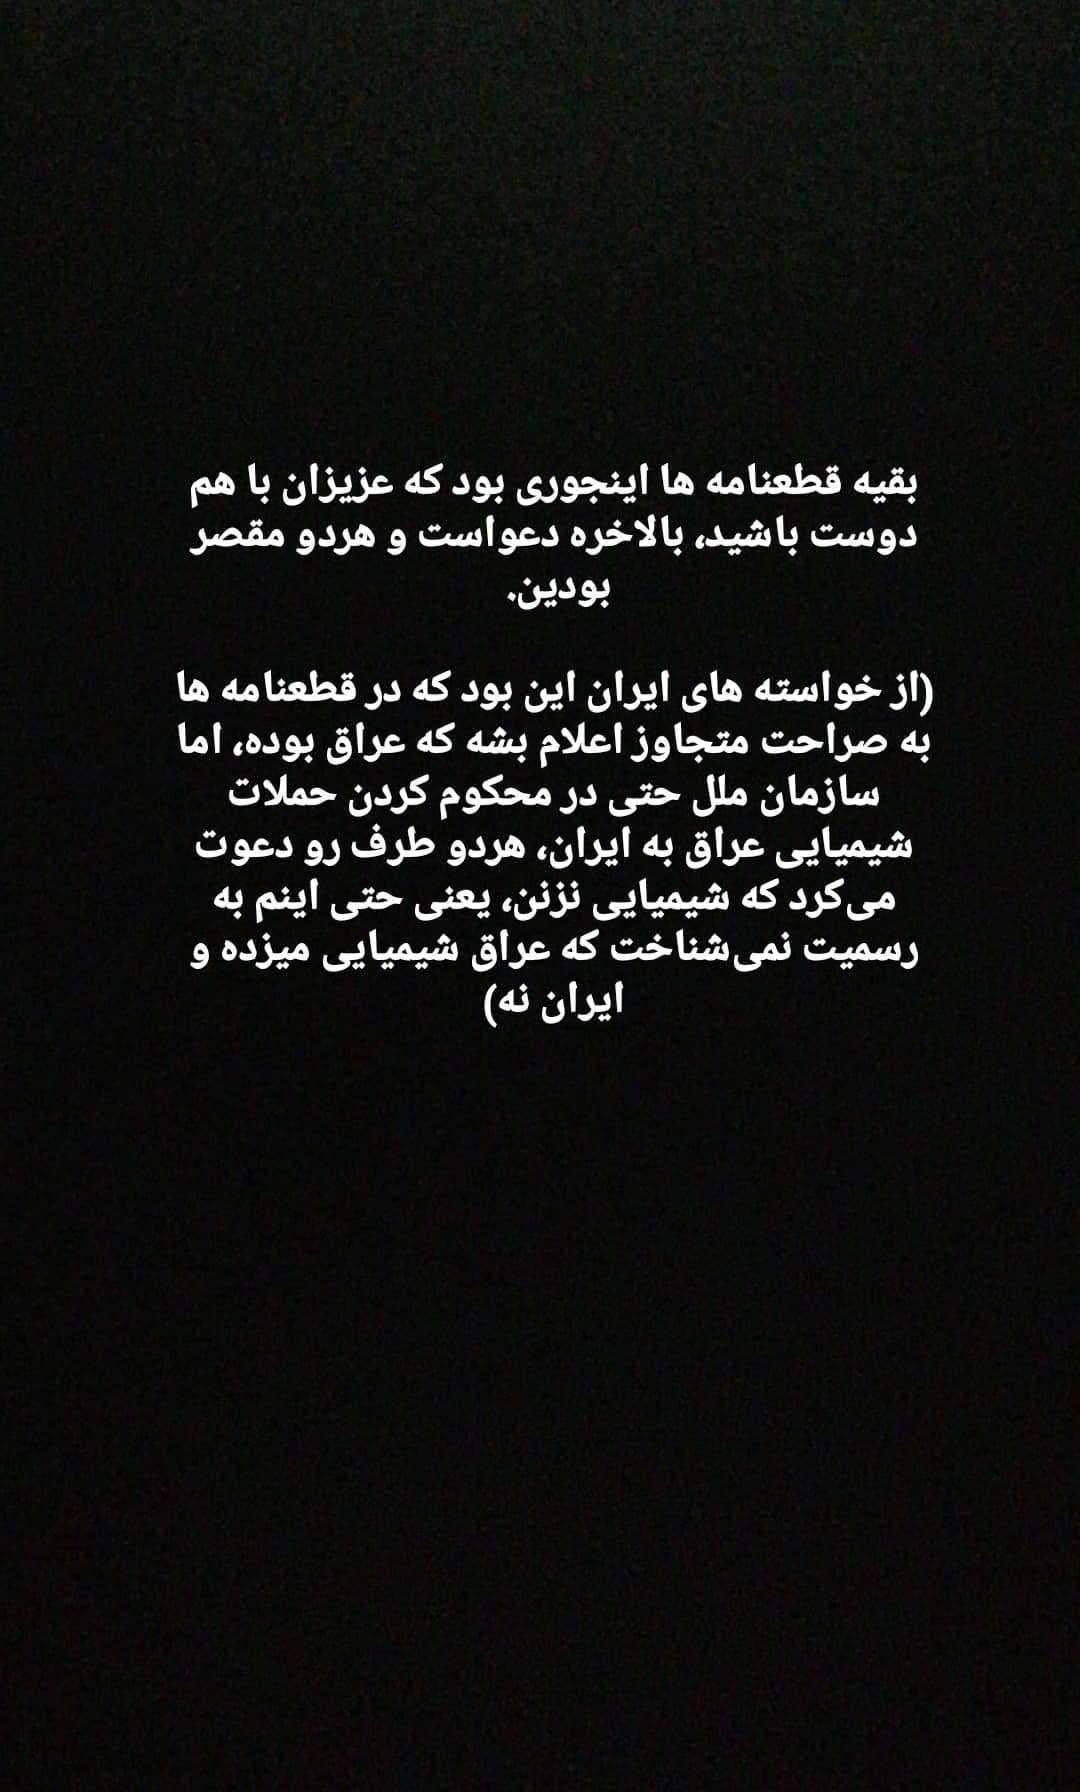 بقیه قطعنامه ها اینجوری بود که عزیزان با هم
دوست باشید، بالاخره دعواست و هردو مقصر
بودین.
(از خواسته های ایران این بود که در قطعنامه ها
به صراحت متجاوز اعلام بشه که عراق بوده، اما
سازمان ملل حتی در محکوم کردن حملات
شیمیایی عراق به ایران، هردو طرف رو دعوت
می‌کرد که شیمیایی نزنن، یعنی حتی اینم به
رسمیت نمی‌شناخت که عراق شیمیایی میزده و
ایران نه)